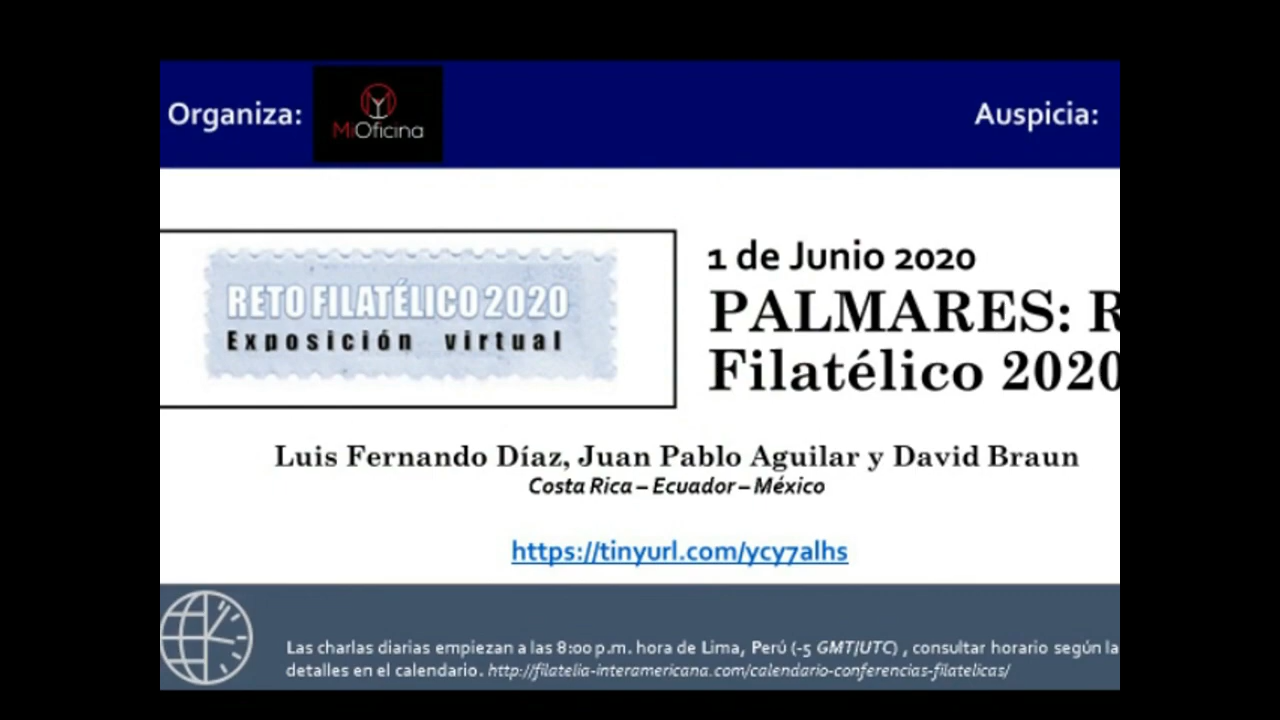 Organiza:
MiOficina
Auspicia:
RETO FILATÉLICO 2020
Exposición virtual
1 de Junio 2020
PALMARES: R
Filatélico 2020
Luis Fernando Díaz, Juan Pablo Aguilar y David Braun
Costa Rica – Ecuador – México
https://tinyurl.com/ycy7alhs
Las charlas diarias empiezan a las 8:00 p.m. hora de Lima, Perú (-5 GMT/UTC) , consultar horario según la
detalles en el calendario. http://filatelia-interamericana.com/calendario-conferencias-filatelicas/